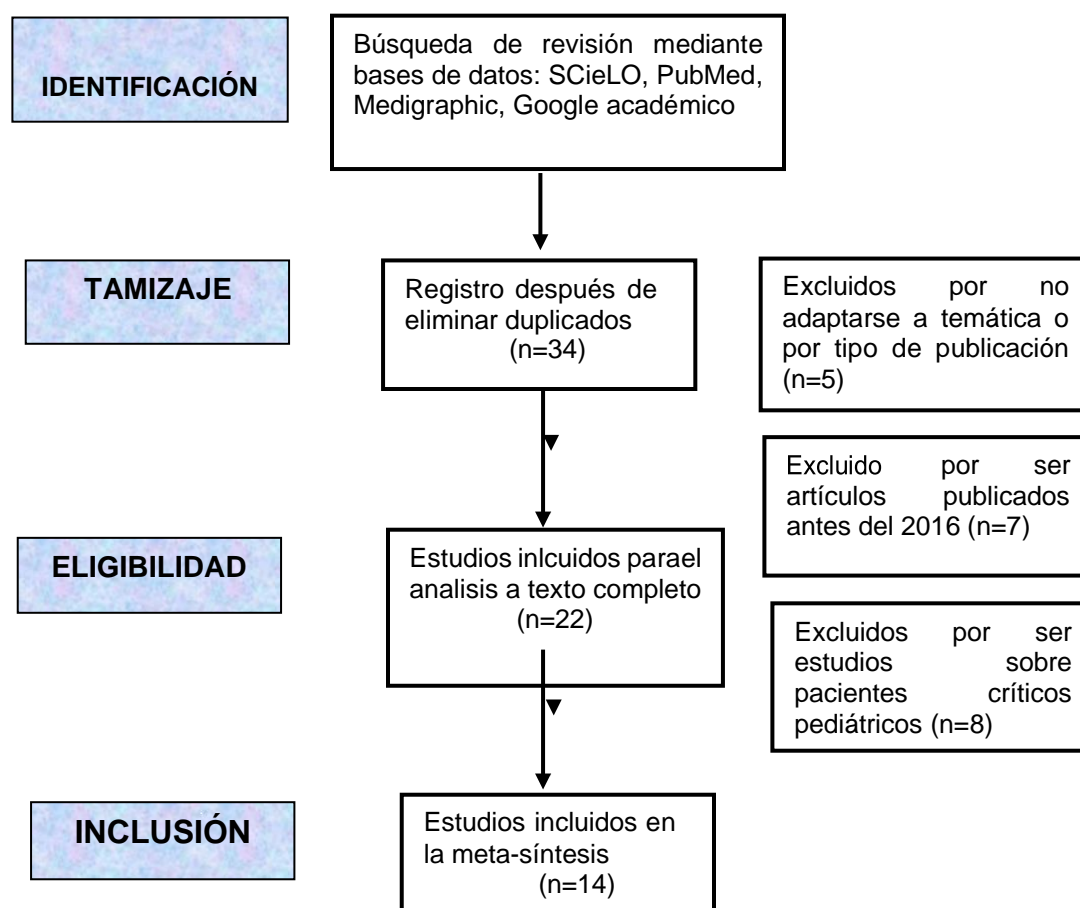 IDENTIFICACIÓN
Búsqueda de revisión mediante
bases de datos: SCieLO, PubMed,
Medigraphic, Google académico
TAMIZAJE
Registro después de
eliminar duplicados
(n=34)
Excluidos por no
adaptarse a temática o
por tipo de publicación
(n=5)
Excluido por ser
artículos publicados
antes del 2016 (n=7)
ELIGIBILIDAD
Estudios inlcuidos parael
analisis a texto completo
(n=22)
Excluidos por ser
estudios sobre
pacientes críticos
pediátricos (n=8)
INCLUSIÓN
Estudios incluidos en
la meta-síntesis
(n=14)